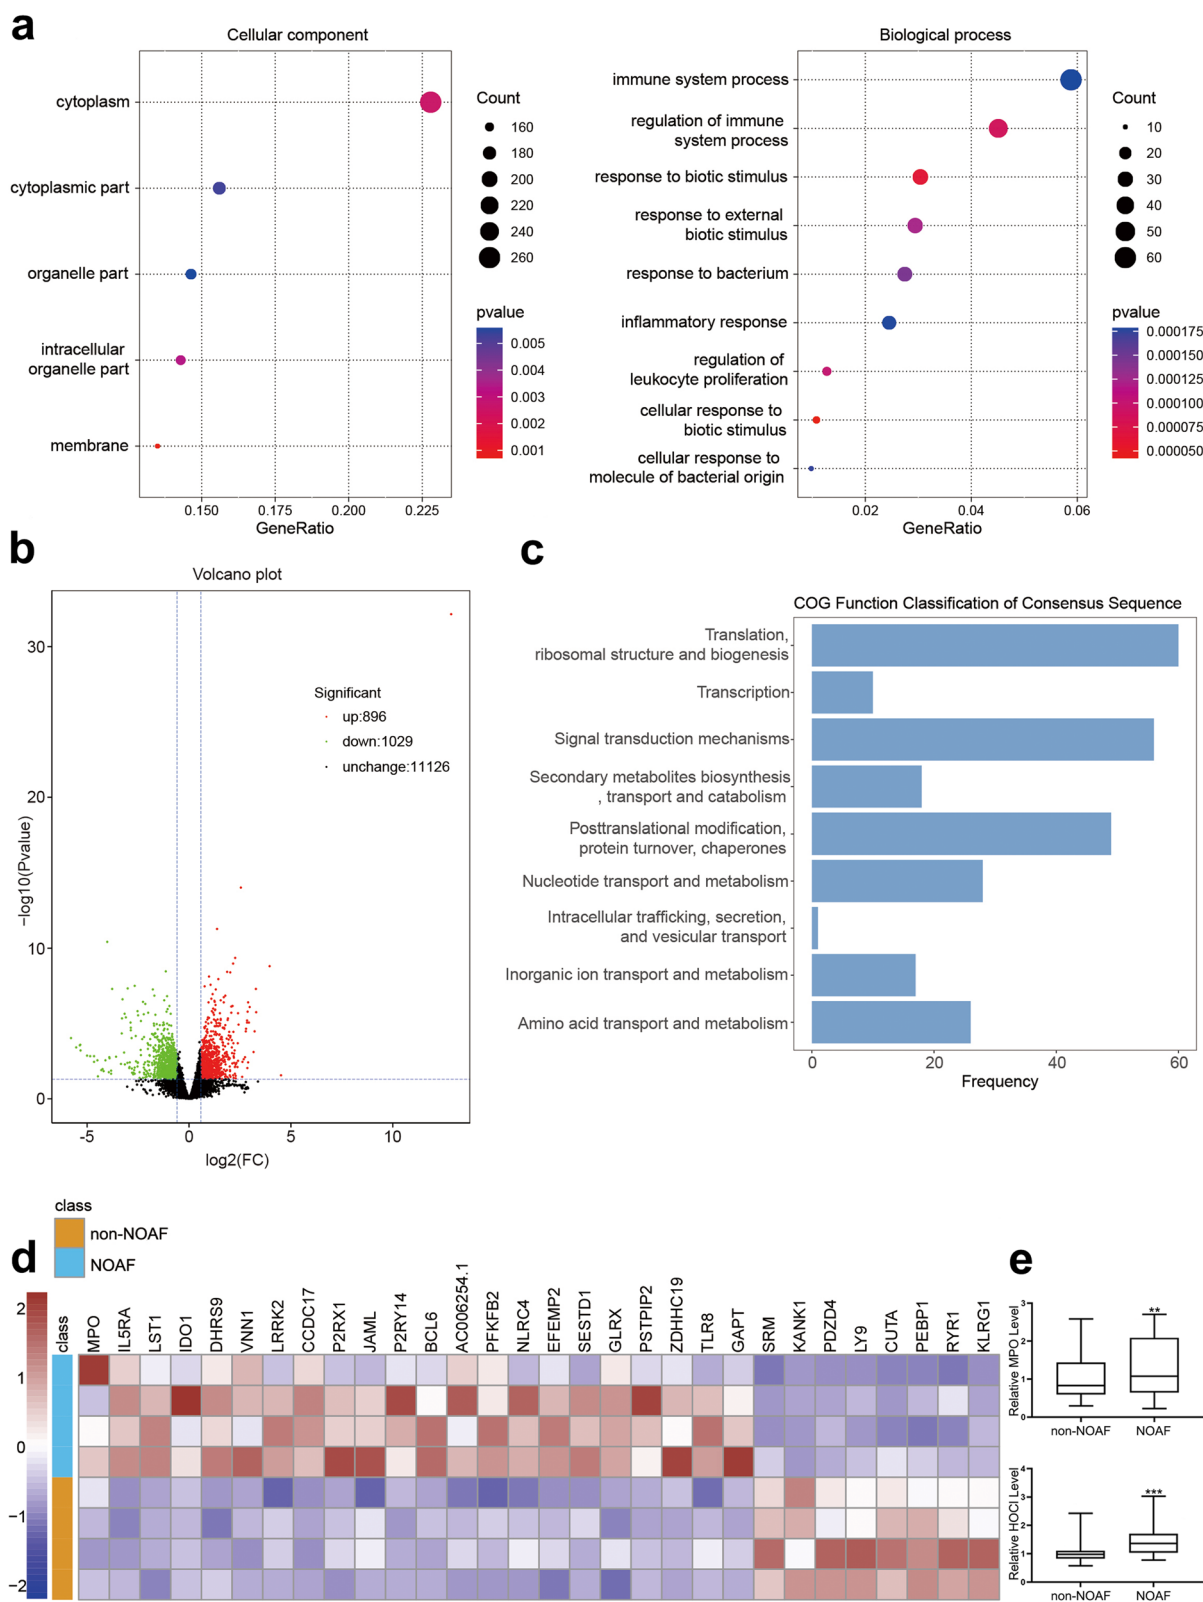 a
Cellular component
cytoplasm
cytoplasmic part
organelle part
intracellular
organelle part
membrane
0.150 0.175 0.200 0.225
GeneRatio
Count
160
180
200
220
240
260
pvalue
0.005
0.004
0.003
0.002
0.001
Biological process
immune system process
regulation of immune
system process
response to biotic stimulus
response to external
biotic stimulus
response to bacterium
inflammatory response
regulation of
leukocyte proliferation
cellular response to
biotic stimulus
cellular response to
molecule of bacterial origin
0.02 0.04 0.06
GeneRatio
Count
10
20
30
40
50
60
pvalue
0.000175
0.000150
0.000125
0.000100
0.000075
0.000050
b
Volcano plot
−log10(Pvalue)
30
20
10
0
Significant
up:896
down:1029
unchange:11126
-5 0 5 10
log2(FC)
c
COG Function Classification of Consensus Sequence
Translation,
ribosomal structure and biogenesis
Transcription
Signal transduction mechanisms
Secondary metabolites biosynthesis
, transport and catabolism
Posttranslational modification,
protein turnover, chaperones
Nucleotide transport and metabolism
Intracellular trafficking, secretion,
and vesicular transport
Inorganic ion transport and metabolism
Amino acid transport and metabolism
0 20 40 60
Frequency
d
class
non-NOAF
NOAF
2
1
0
−1
−2
class
MPO
IL5RA
LST1
IDO1
DHRS9
VNN1
LRRK2
CCDC17
P2RX1
JAML
P2RY14
BCL6
AC006254.1
PFKFB2
NLRC4
EFEMP2
SESTD1
GLRX
PSTPIP2
ZDHHC19
TLR8
GAPT
SRM
KANK1
PDZD4
LY9
CUTA
PEBP1
RYR1
KLRG1
e
Relative MPO Level
3
2
1
0
**
non-NOAF NOAF
Relative HOCl Level
4
3
2
1
0
***
non-NOAF NOAF